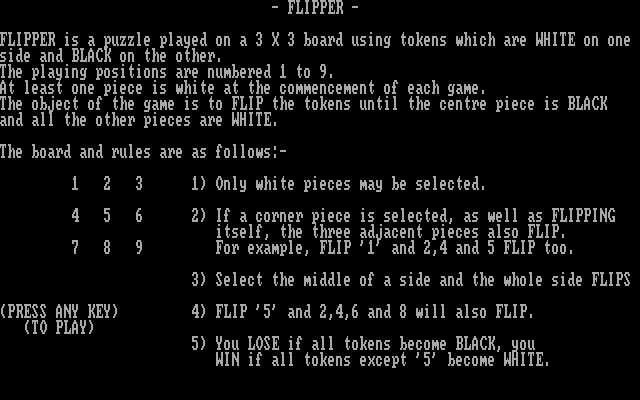 - FLIPPER -
FLIPPER is a puzzle played on a 3 X 3 board using tokens which are WHITE on one
side and BLACK on the other.
The playing positions are numbered 1 to 9.
At least one piece is white at the commencement of each game.
The object of the game is to FLIP the tokens until the centre piece is BLACK
and all the other pieces are WHITE.
The board and rules are as follows:-
1 2 3 1) Only white pieces may be selected.
4 5 6 2) If a corner piece is selected, as well as FLIPPING
itself, the three adjacent pieces also FLIP.
7 8 9 For example, FLIP '1' and 2,4 and 5 FLIP too.
3) Select the middle of a side and the whole side FLIPS
(PRESS ANY KEY) 4) FLIP '5' and 2,4,6 and 8 will also FLIP.
(TO PLAY)
5) You LOSE if all tokens become BLACK, you
WIN if all tokens except '5' become WHITE.